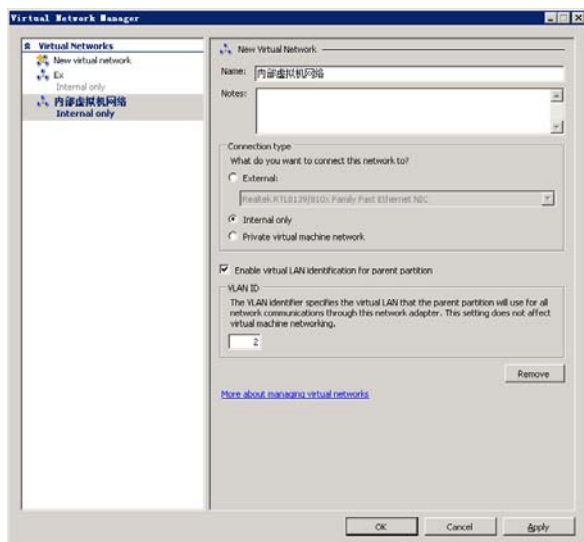 Virtual Network Manager
Virtual Networks
New virtual network
Ex
Internal only
内部虚拟机网络
Internal only
New Virtual Network
Name: 内部虚拟机网络
Notes:
Connection type
What do you want to connect this network to?
External:
Realtek RTL8139/810x Family Fast Ethernet NIC
Internal only
Private virtual machine network
Enable virtual LAN identification for parent partition
VLAN ID
The VLAN identifier specifies the virtual LAN that the parent partition will use for all
network communications through this network adapter. This setting does not affect
virtual machine networking.
2
Remove
More about managing virtual networks
OK
Cancel
Apply